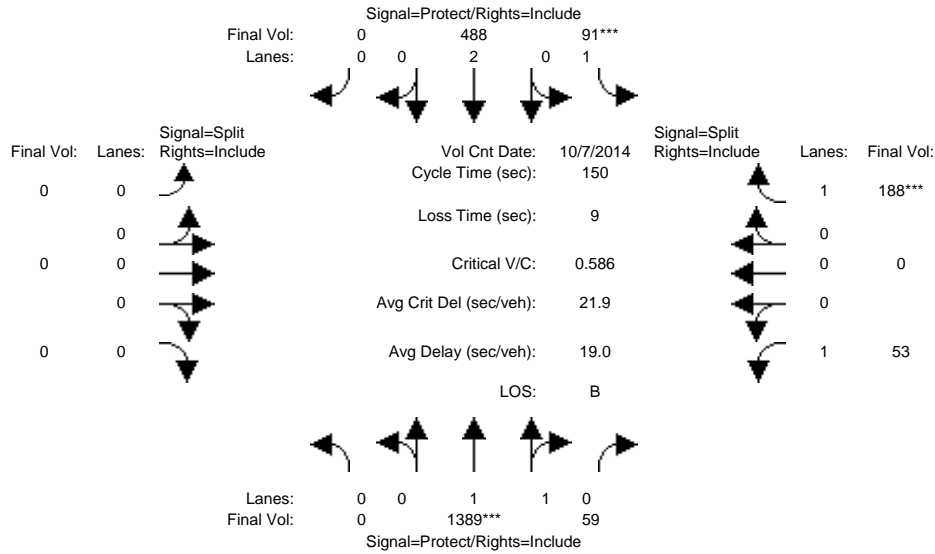 Signal=Protect/Rights=Include
Final Vol: 0 488 91***
Lanes: 0 0 2 0 1
Signal=Split
Final Vol: Lanes: Rights=Include
Vol Cnt Date: 10/7/2014
Signal=Split
Rights=Include Lanes: Final Vol:
Cycle Time (sec): 150
0 0
1 188***
Loss Time (sec): 9
0
0
0 0
Critical V/C: 0.586
0 0
0
Avg Crit Del (sec/veh): 21.9
0
0 0
Avg Delay (sec/veh): 19.0
1 53
LOS: B
Lanes: 0 0 1 1 0
Final Vol: 0 1389*** 59
Signal=Protect/Rights=Include